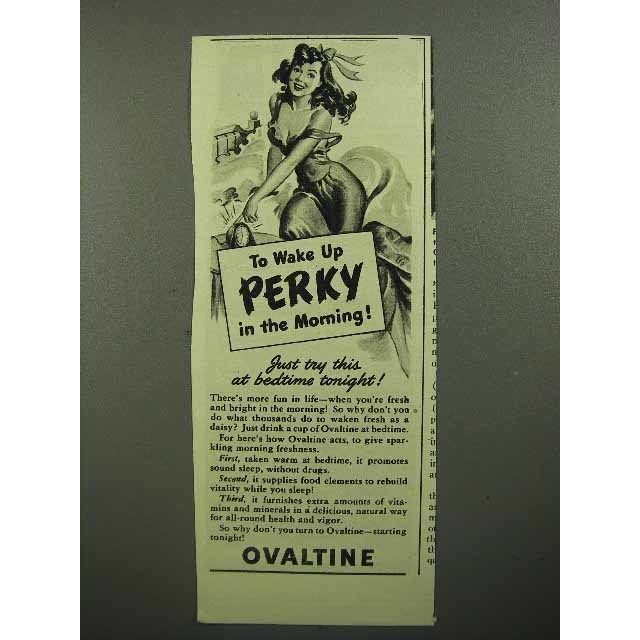 To Wake Up
PERKY
in the Morning!
Just try this
at bedtime tonight!
There's more fun in life—when you're fresh
and bright in the morning! So why don't you
do what thousands do to waken fresh as a
daisy? Just drink a cup of Ovaltine at bedtime.
For here's how Ovaltine acts, to give spar-
kling morning freshness.
First, taken warm at bedtime, it promotes
sound sleep, without drugs.
Second, it supplies food elements to rebuild
vitality while you sleep!
Third, it furnishes extra amounts of vita-
mins and minerals in a delicious, natural way
for all-round health and vigor.
So why don't you turn to Ovaltine—starting
tonight!
OVALTINE